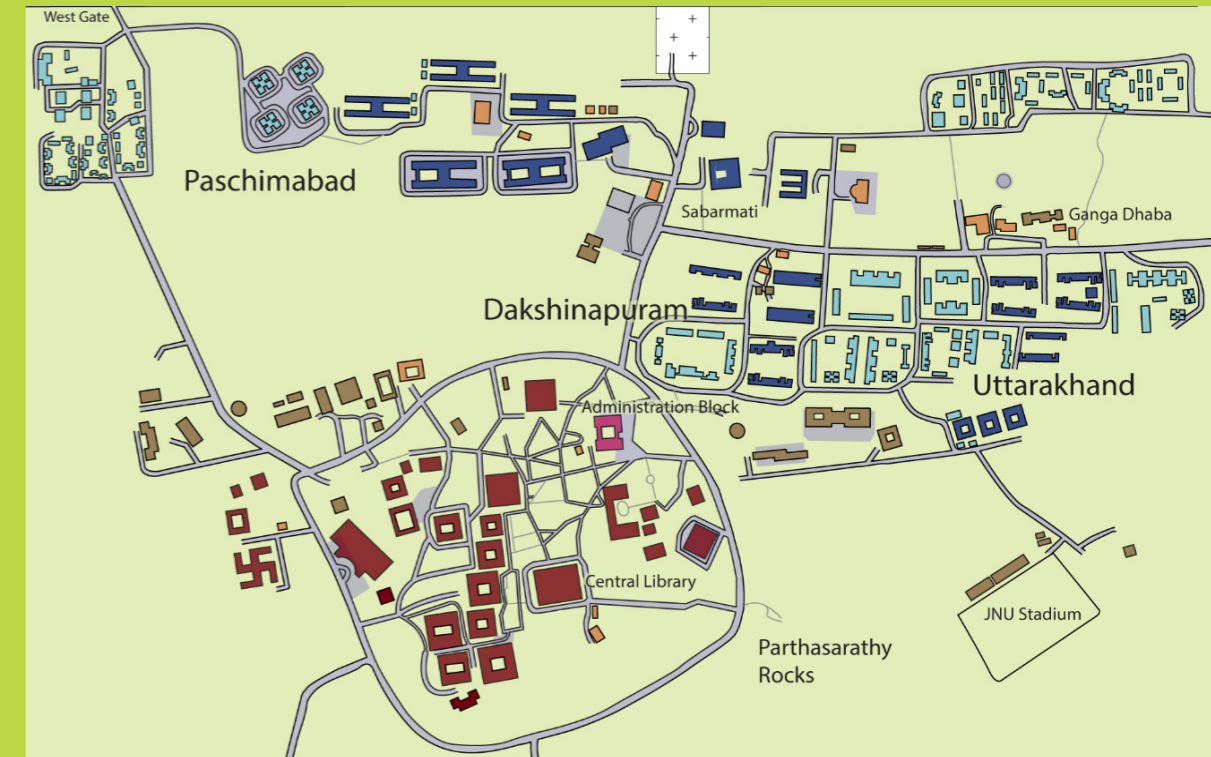 West Gate
Paschimabad
Sabarmati
Ganga Dhaba
Dakshinapuram
Uttarakhand
Administration Block
Central Library
JNU Stadium
Parthasarathy
Rocks